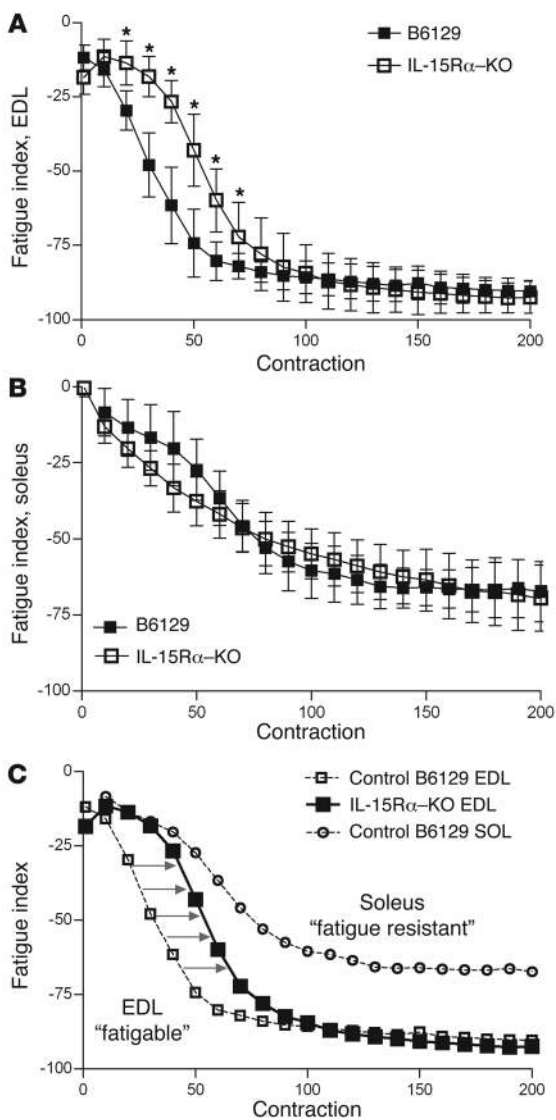 A
B6129
IL-15Rα–KO
* * * * * *
Fatigue index, EDL
0
-25
-50
-75
-100
0 50 100 150 200
Contraction
B
Fatigue index, soleus
0
-25
-50
-75
-100
B6129
IL-15Rα–KO
0 50 100 150 200
Contraction
C
Control B6129 EDL
IL-15Rα–KO EDL
Control B6129 SOL
Fatigue index
0
-25
-50
-75
-100
Soleus
“fatigue resistant”
EDL
“fatigable”
0 50 100 150 200
Contraction